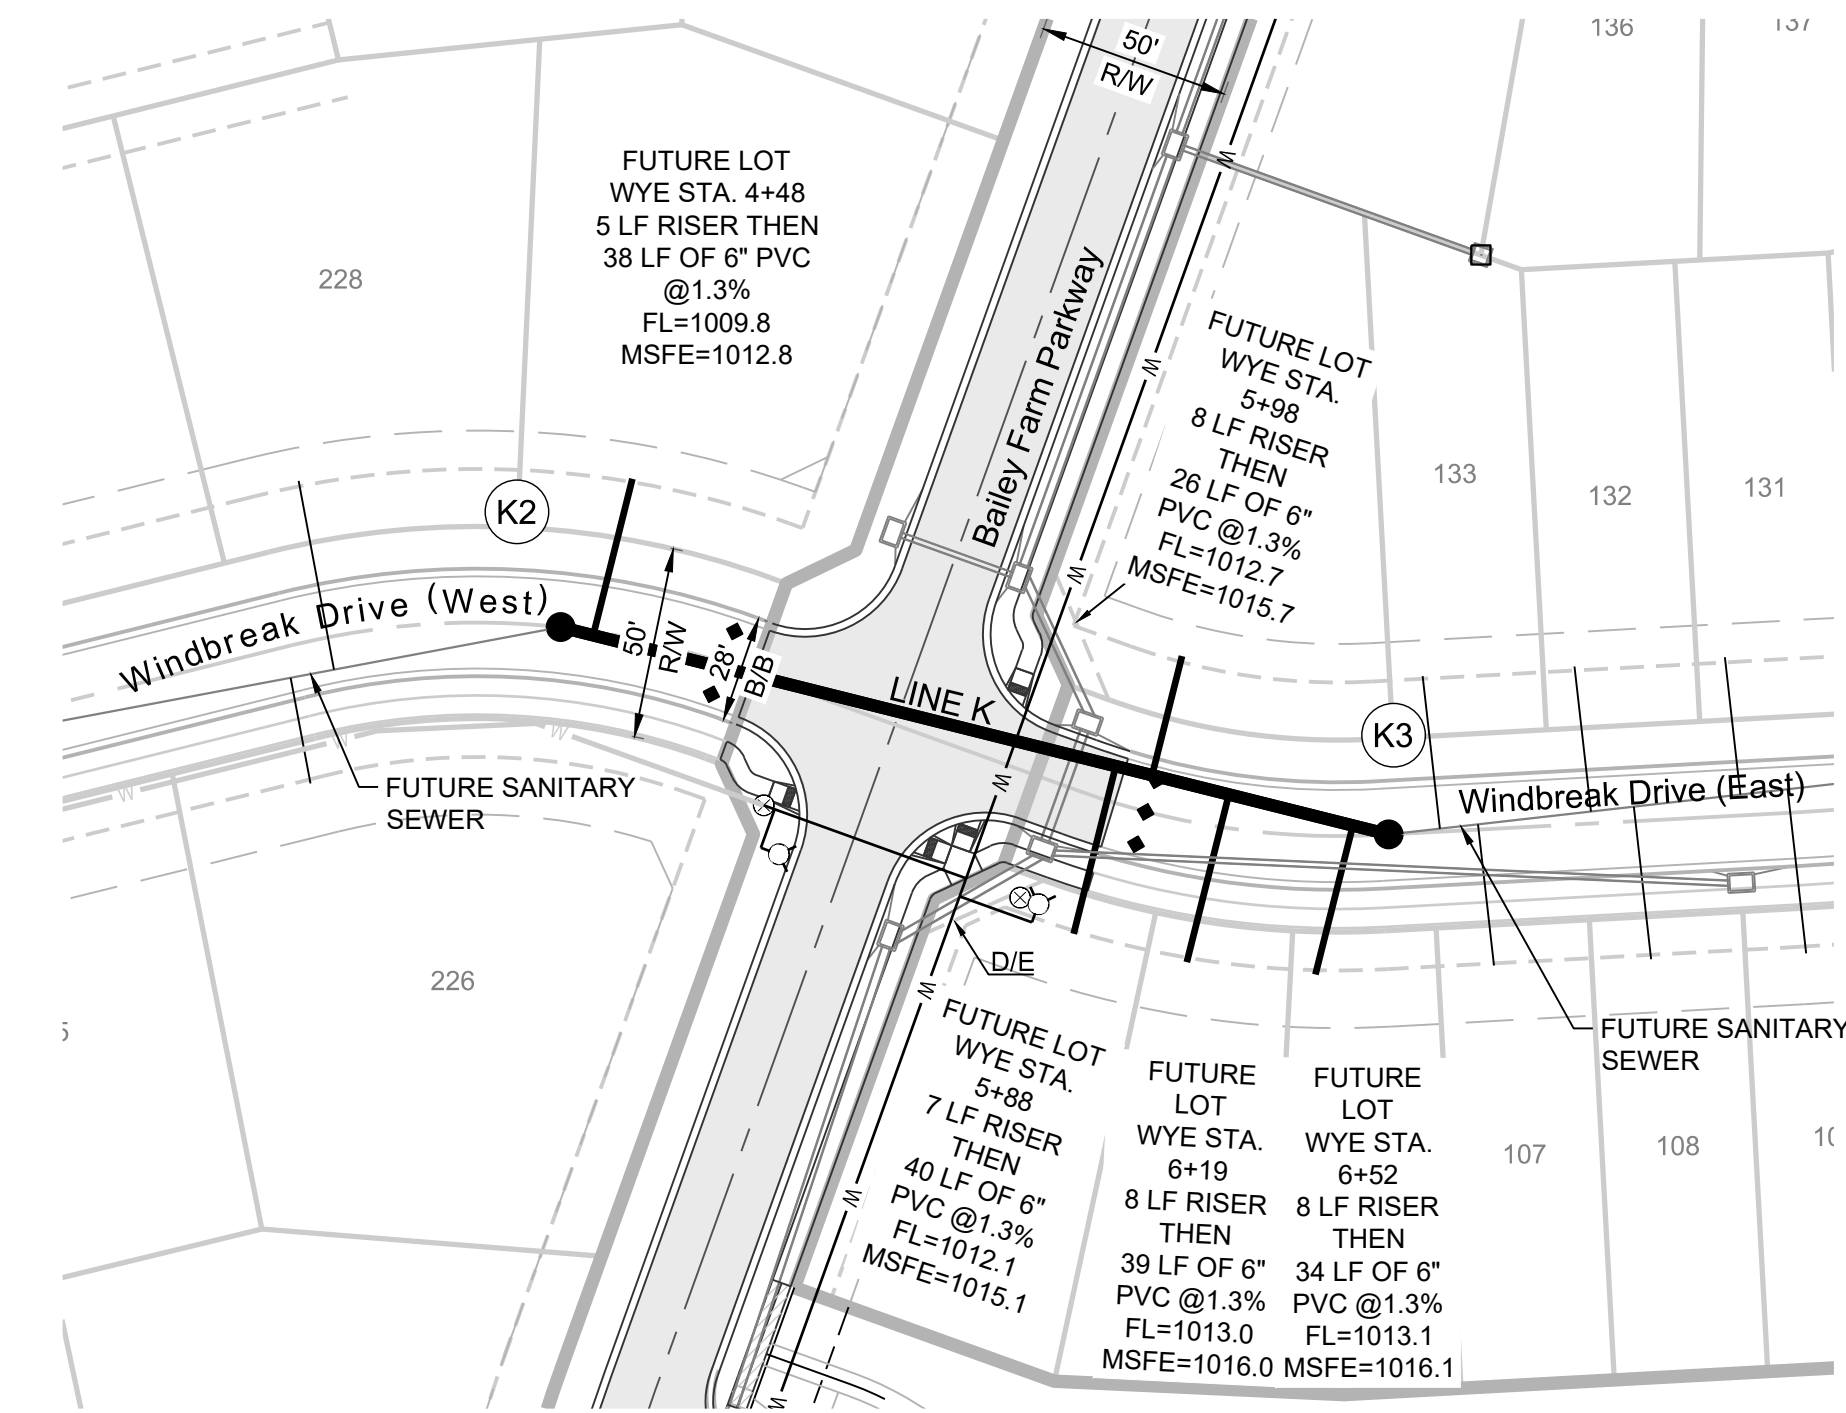 136
137
50'
R/W
FUTURE LOT
WYE STA. 4+48
5 LF RISER THEN
38 LF OF 6" PVC
@1.3%
FL=1009.8
MSFE=1012.8
228
W
Bailey Farm Parkway
W
FUTURE LOT
WYE STA.
5+98
8 LF RISER
THEN
26 LF OF 6"
PVC @1.3%
FL=1012.7
MSFE=1015.7
133
132
131
K2
W
Windbreak Drive (West)
50'
R/W
28'
B/B
LINE K
K3
W
W
W
W
Windbreak Drive (East)
FUTURE SANITARY
SEWER
226
D/E
W
FUTURE LOT
WYE STA.
5+88
7 LF RISER
THEN
40 LF OF 6"
PVC @1.3%
FL=1012.1
MSFE=1015.1
FUTURE
LOT
WYE STA.
6+19
8 LF RISER
THEN
39 LF OF 6"
PVC @1.3%
FL=1013.0
MSFE=1016.0
FUTURE
LOT
WYE STA.
6+52
8 LF RISER
THEN
34 LF OF 6"
PVC @1.3%
FL=1013.1
MSFE=1016.1
FUTURE SANITARY
SEWER
107
108
W
W